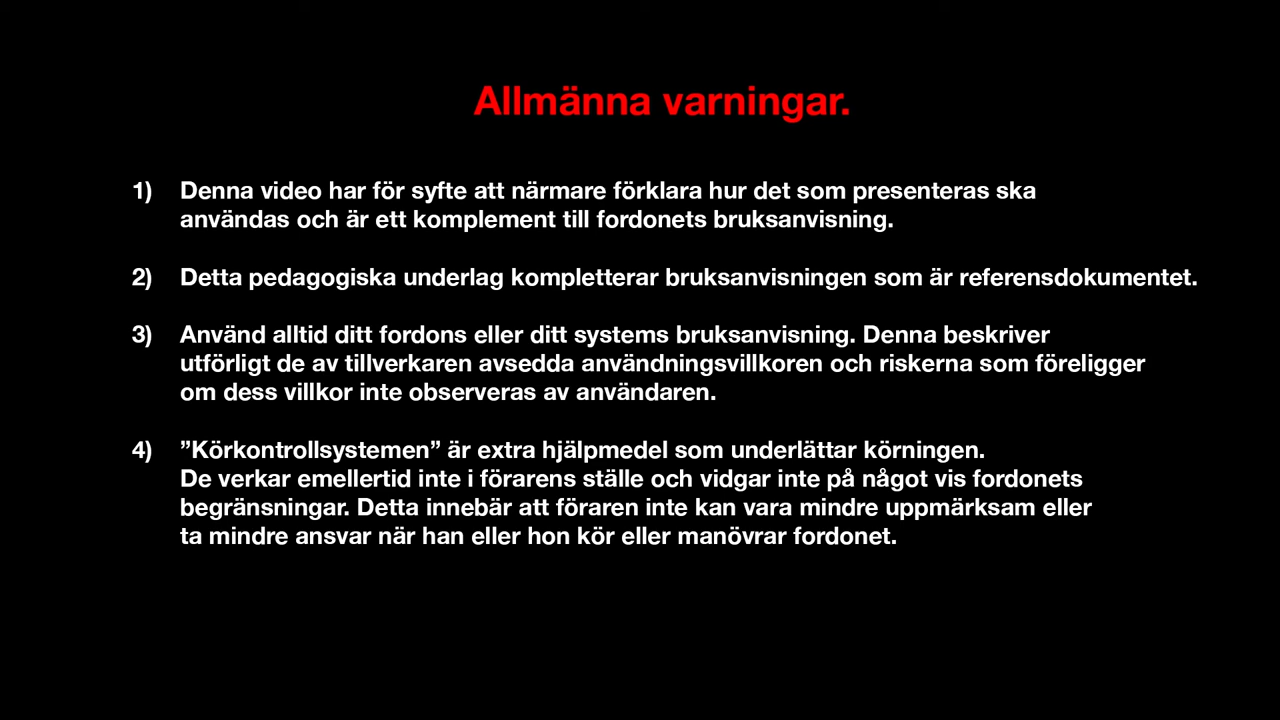 Allmänna varningar.
1) Denna video har för syfte att närmare förklara hur det som presenteras ska
användas och är ett komplement till fordonets bruksanvisning.
2) Detta pedagogiska underlag kompletterar bruksanvisningen som är referensdokumentet.
3) Använd alltid ditt fordons eller ditt systems bruksanvisning. Denna beskriver
utförligt de av tillverkaren avsedda användningsvillkoren och riskerna som föreligger
om dess villkor inte observeras av användaren.
4) ”Körkontrollsystemen” är extra hjälpmedel som underlättar körningen.
De verkar emellertid inte i förarens ställe och vidgar inte på något vis fordonets
begränsningar. Detta innebär att föraren inte kan vara mindre uppmärksam eller
ta mindre ansvar när han eller hon kör eller manövrar fordonet.